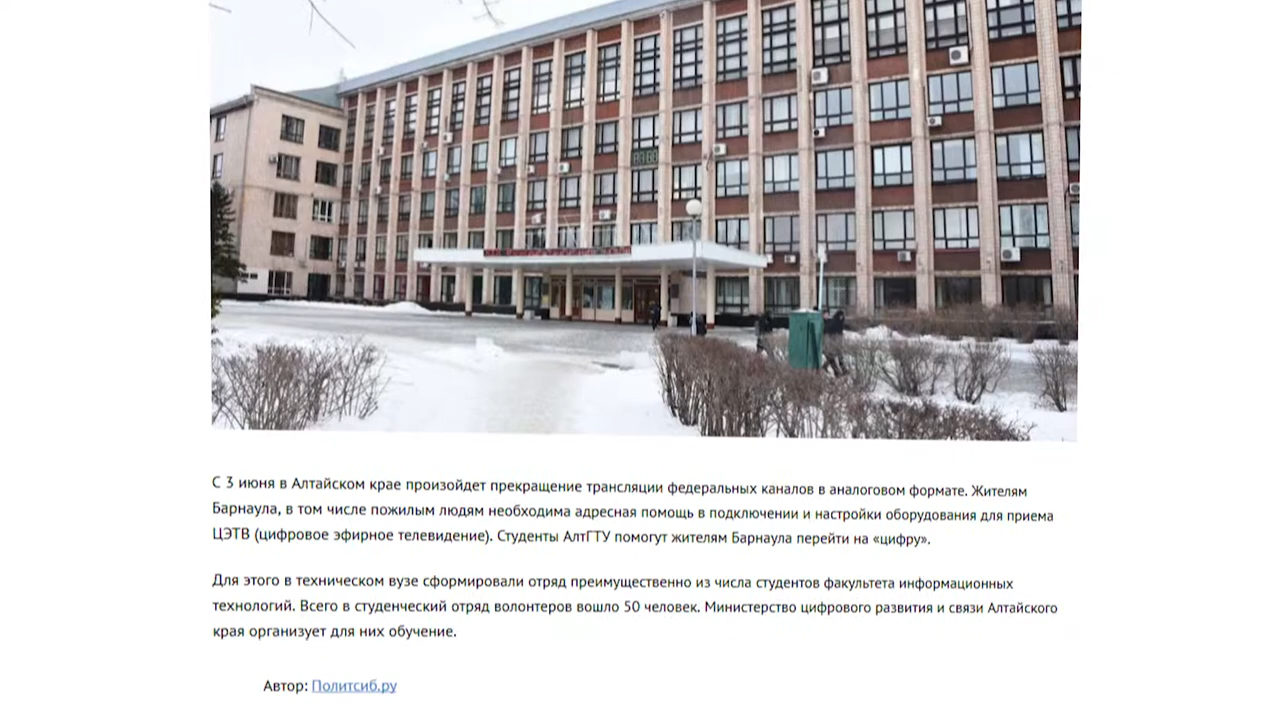 С 3 июня в Алтайском крае произойдет прекращение трансляции федеральных каналов в аналоговом формате. Жителям
Барнаула, в том числе пожилым людям необходима адресная помощь в подключении и настройки оборудования для приема
ЦЭТВ (цифровое эфирное телевидение). Студенты АлтГТУ помогут жителям Барнаула перейти на «цифру».
Для этого в техническом вузе сформировали отряд преимущественно из числа студентов факультета информационных
технологий. Всего в студенческий отряд волонтеров вошло 50 человек. Министерство цифрового развития и связи Алтайского
края организует для них обучение.
Автор: Политсиб.ру